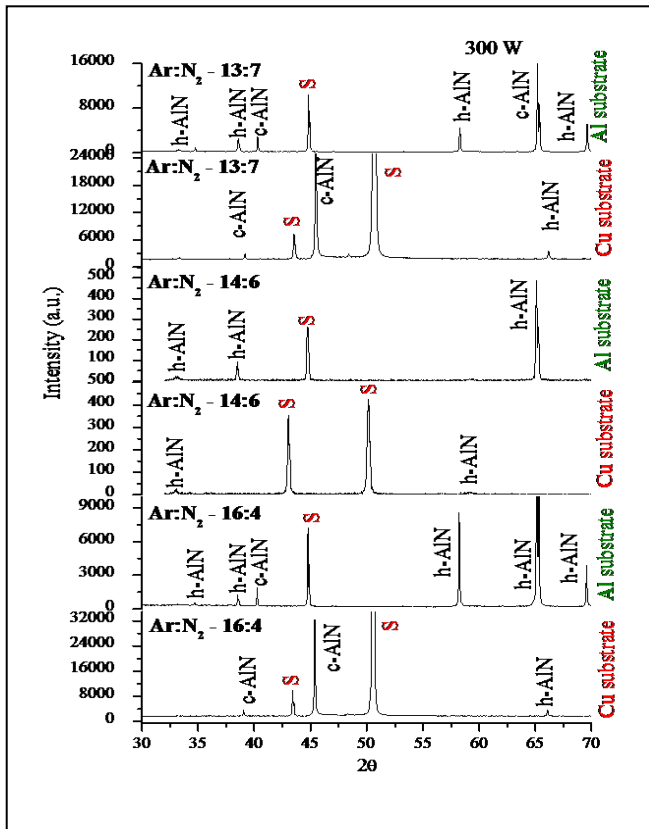 300 W
16000
8000
0
Ar:N2 - 13:7
h-AlN
h-AlN
c-AlN
S
h-AlN
c-AlN
h-AlN
Al substrate
24000
18000
12000
6000
0
Ar:N2 - 13:7
c-AlN
S
c-AlN
S
h-AlN
Cu substrate
500
400
300
200
100
Ar:N2 - 14:6
h-AlN
h-AlN
S
h-AlN
Al substrate
500
400
300
200
100
0
Ar:N2 - 14:6
h-AlN
S
S
h-AlN
Cu substrate
9000
6000
3000
0
Ar:N2 - 16:4
h-AlN
h-AlN
c-AlN
S
h-AlN
h-AlN
h-AlN
Al substrate
32000
24000
16000
8000
0
Ar:N2 - 16:4
c-AlN
S
c-AlN
S
h-AlN
Cu substrate
Intensity (a.u.)
30 35 40 45 50 55 60 65 70
2θ